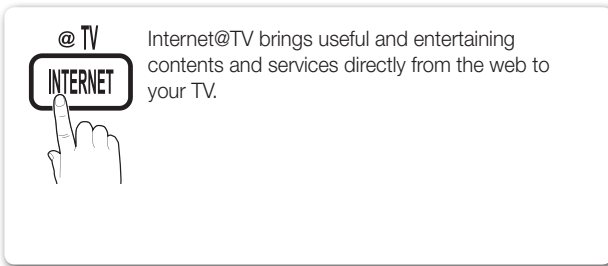 @ TV
INTERNET
Internet@TV brings useful and entertaining
contents and services directly from the web to
your TV.